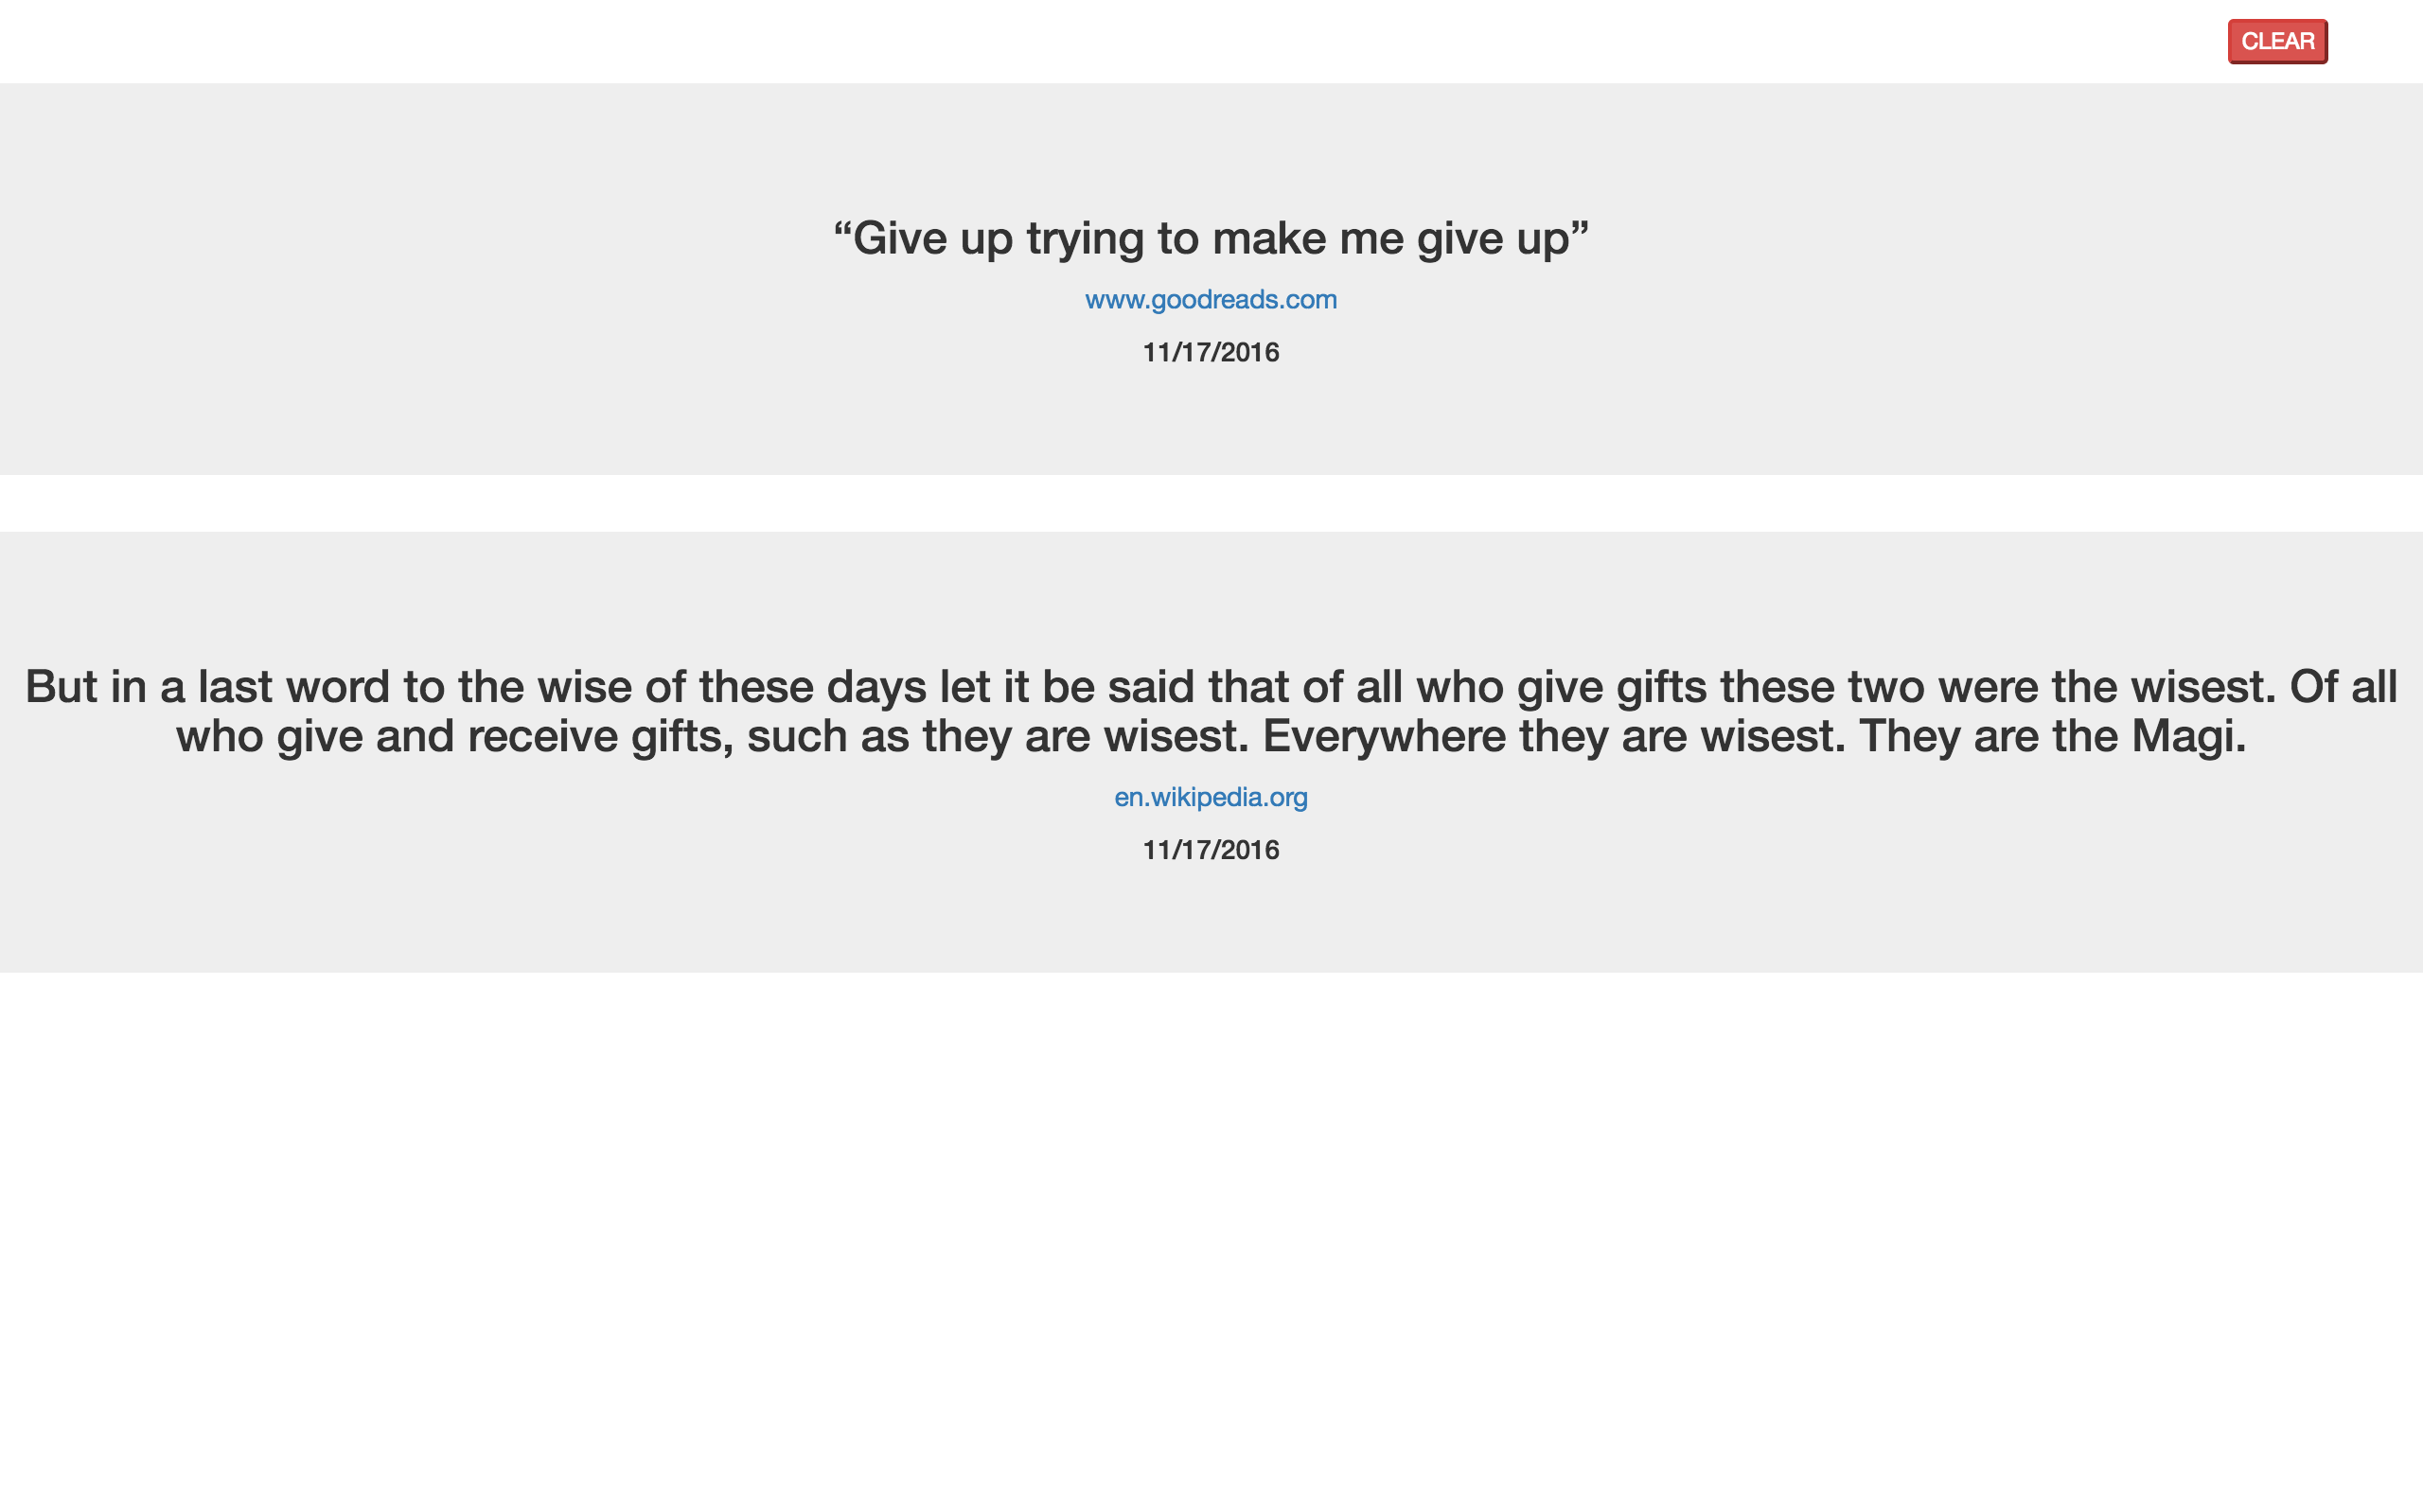 CLEAR
“Give up trying to make me give up”
www.goodreads.com
11/17/2016
But in a last word to the wise of these days let it be said that of all who give gifts these two were the wisest. Of all
who give and receive gifts, such as they are wisest. Everywhere they are wisest. They are the Magi.
en.wikipedia.org
11/17/2016